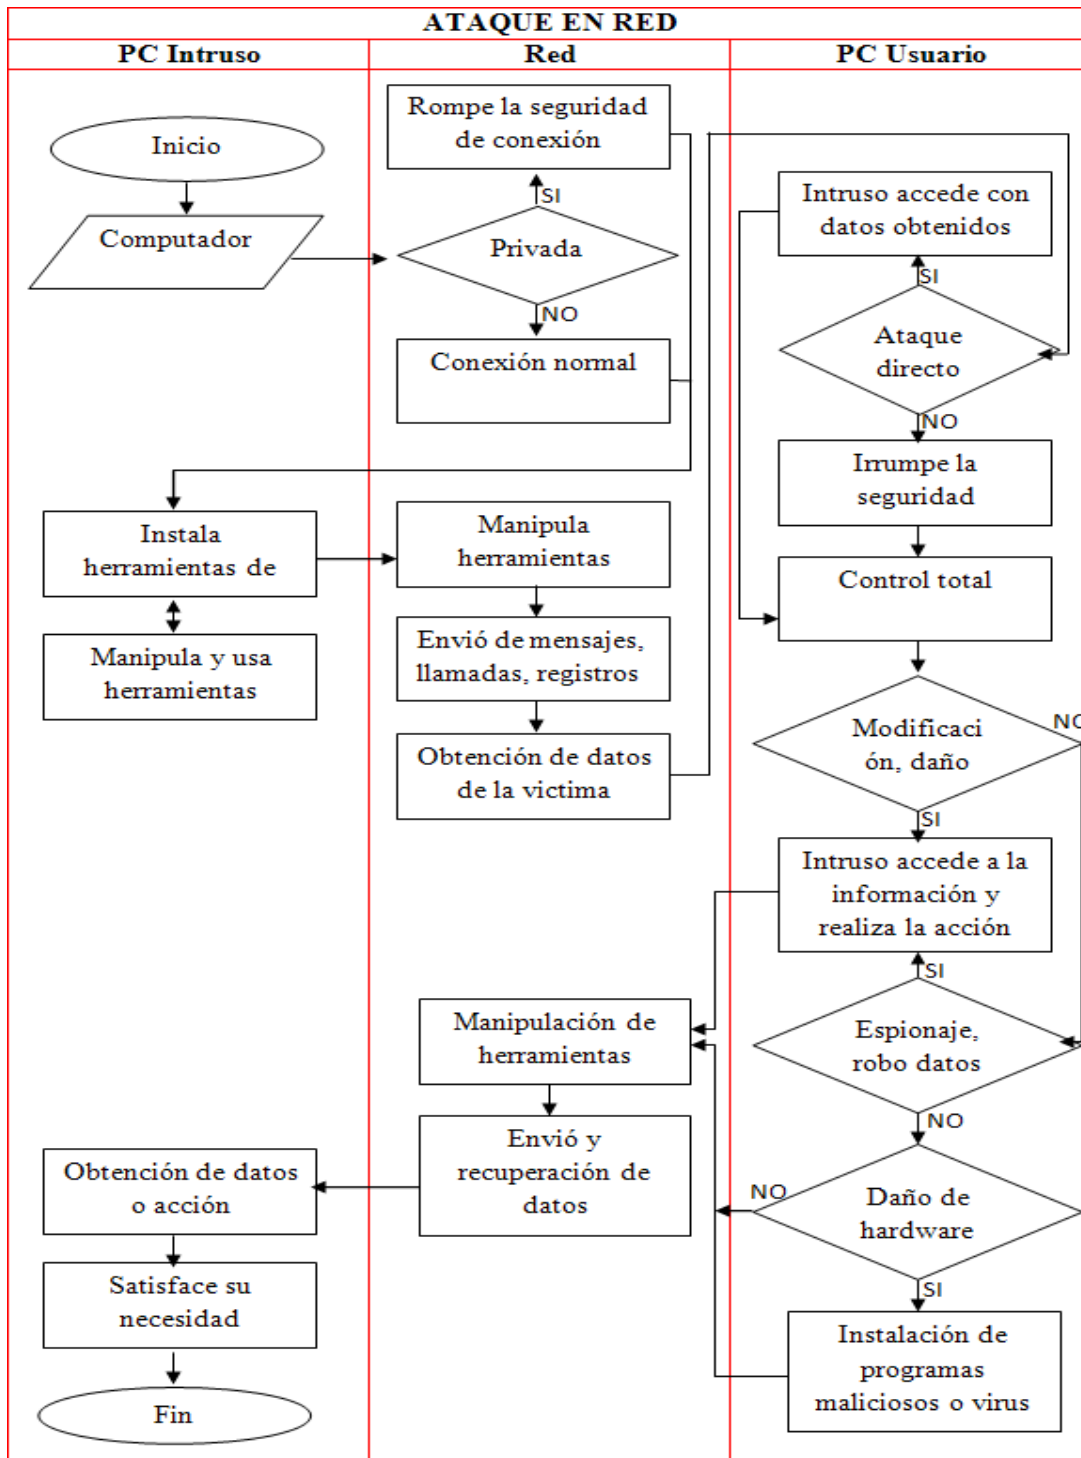 ATAQUE EN RED
PC Intruso
Red
PC Usuario
Inicio
Computador
Rompe la seguridad
de conexión
SI
Privada
NO
Conexión normal
Intruso accede con
datos obtenidos
SI
Ataque
directo
NO
Irrumpe la
seguridad
Control total
Instala
herramientas de
Manipula y usa
herramientas
Manipula
herramientas
Envió de mensajes,
llamadas, registros
Obtención de datos
de la victima
Modificaci
ón, daño
NO
SI
Intruso accede a la
información y
realiza la acción
SI
Espionaje,
robo datos
NO
Daño de
hardware
NO
SI
Instalación de
programas
maliciosos o virus
Manipulación de
herramientas
Envió y
recuperación de
datos
Obtención de datos
o acción
Satisface su
necesidad
Fin